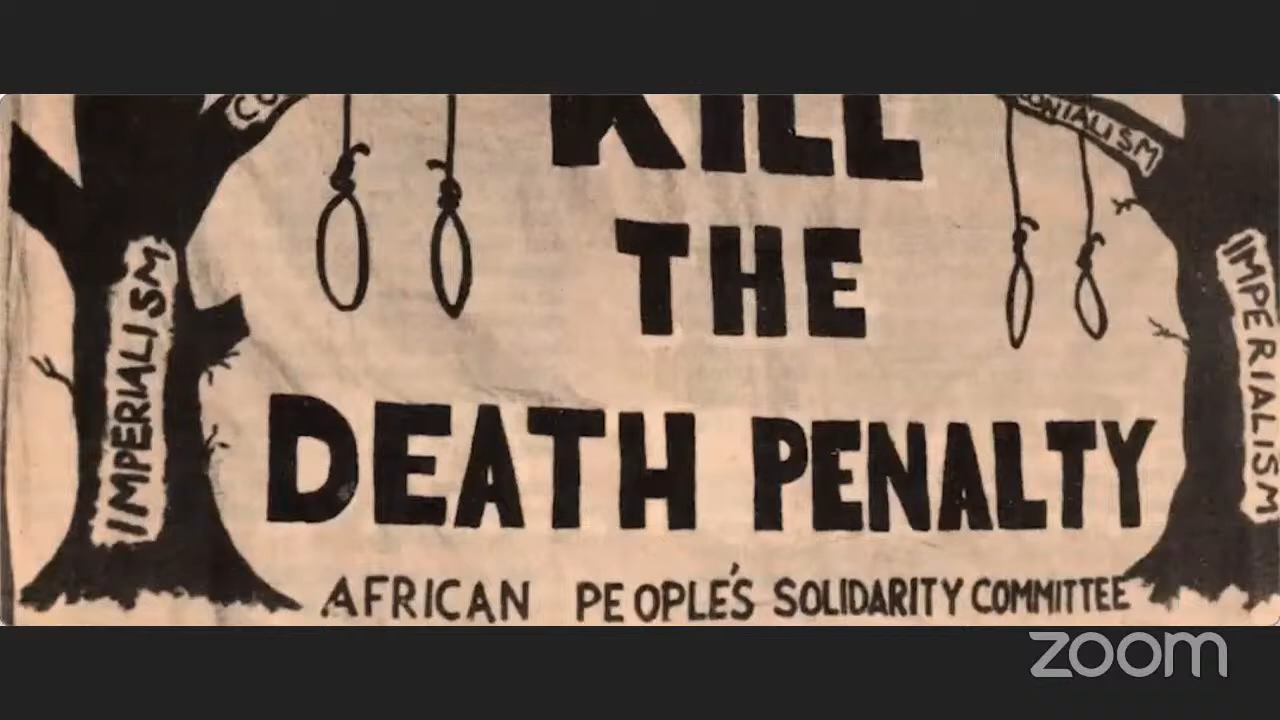 KILL
THE
DEATH PENALTY
AFRICAN PEOPLE'S SOLIDARITY COMMITTEE
IMPERIALISM
IMPERIALISM
zoom